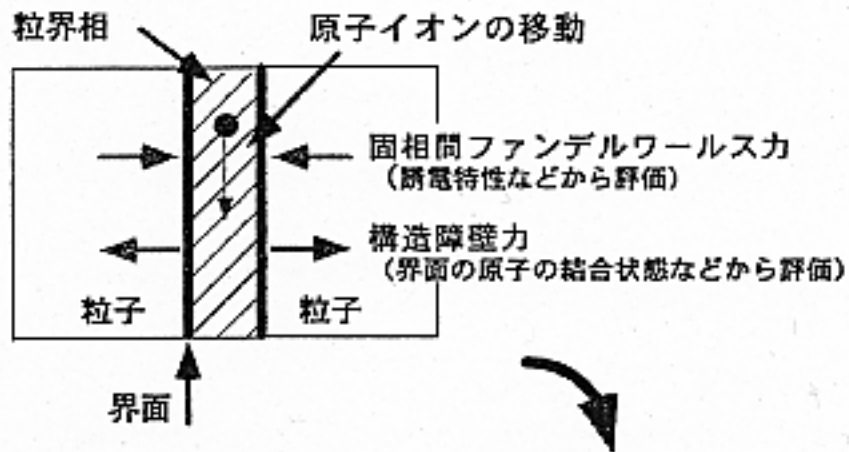 粒界相
原子イオンの移動
固相間ファンデルワールス力
(誘電特性などから評価)
構造障壁力
(界面の原子の結合状態などから評価)
粒子
粒子
界面